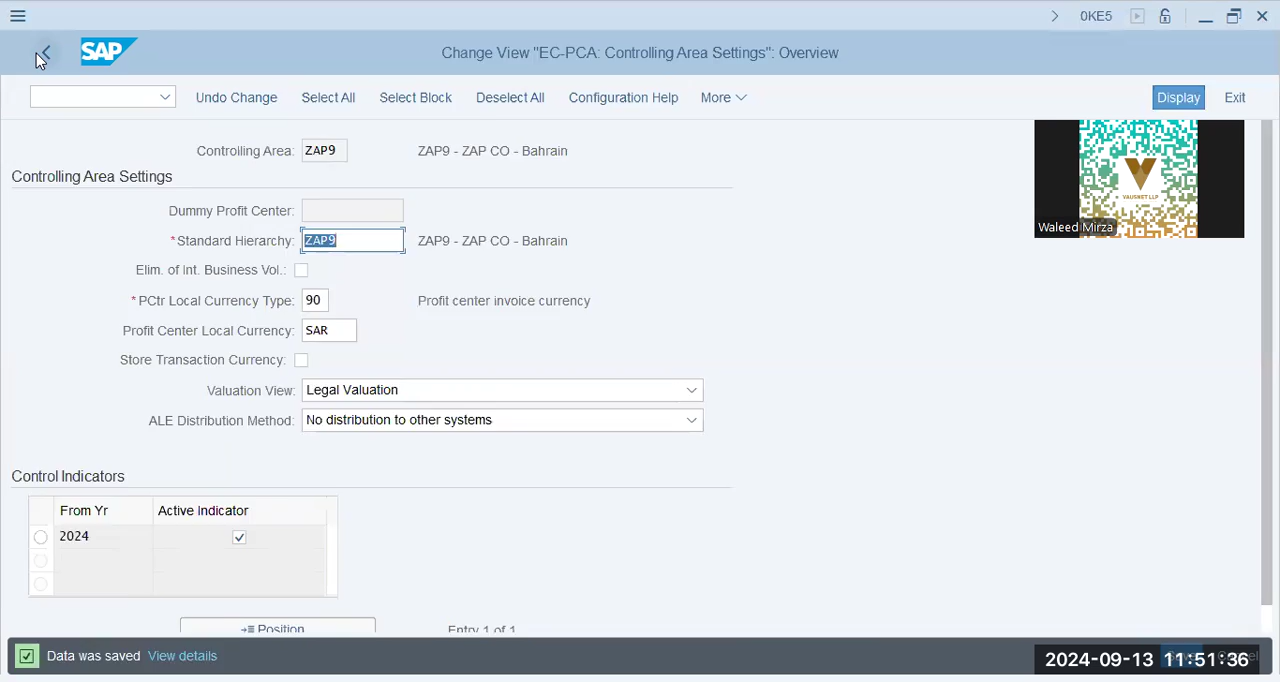 0KE5
SAP
Change View "EC-PCA: Controlling Area Settings": Overview
Undo Change Select All Select Block Deselect All Configuration Help More Display Exit
Controlling Area: ZAP9 ZAP9 - ZAP CO - Bahrain
Controlling Area Settings
Dummy Profit Center:
*Standard Hierarchy: ZAP9 ZAP9 - ZAP CO - Bahrain
Elim. of Int. Business Vol.:
*PCtr Local Currency Type: 90 Profit center invoice currency
Profit Center Local Currency: SAR
Store Transaction Currency:
Valuation View: Legal Valuation
ALE Distribution Method: No distribution to other systems
VAUSNET LLP
Waleed Mirza
Control Indicators
From Yr Active Indicator
2024
Position Entry 1 of 1
Data was saved View details
2024-09-13 11:51:36